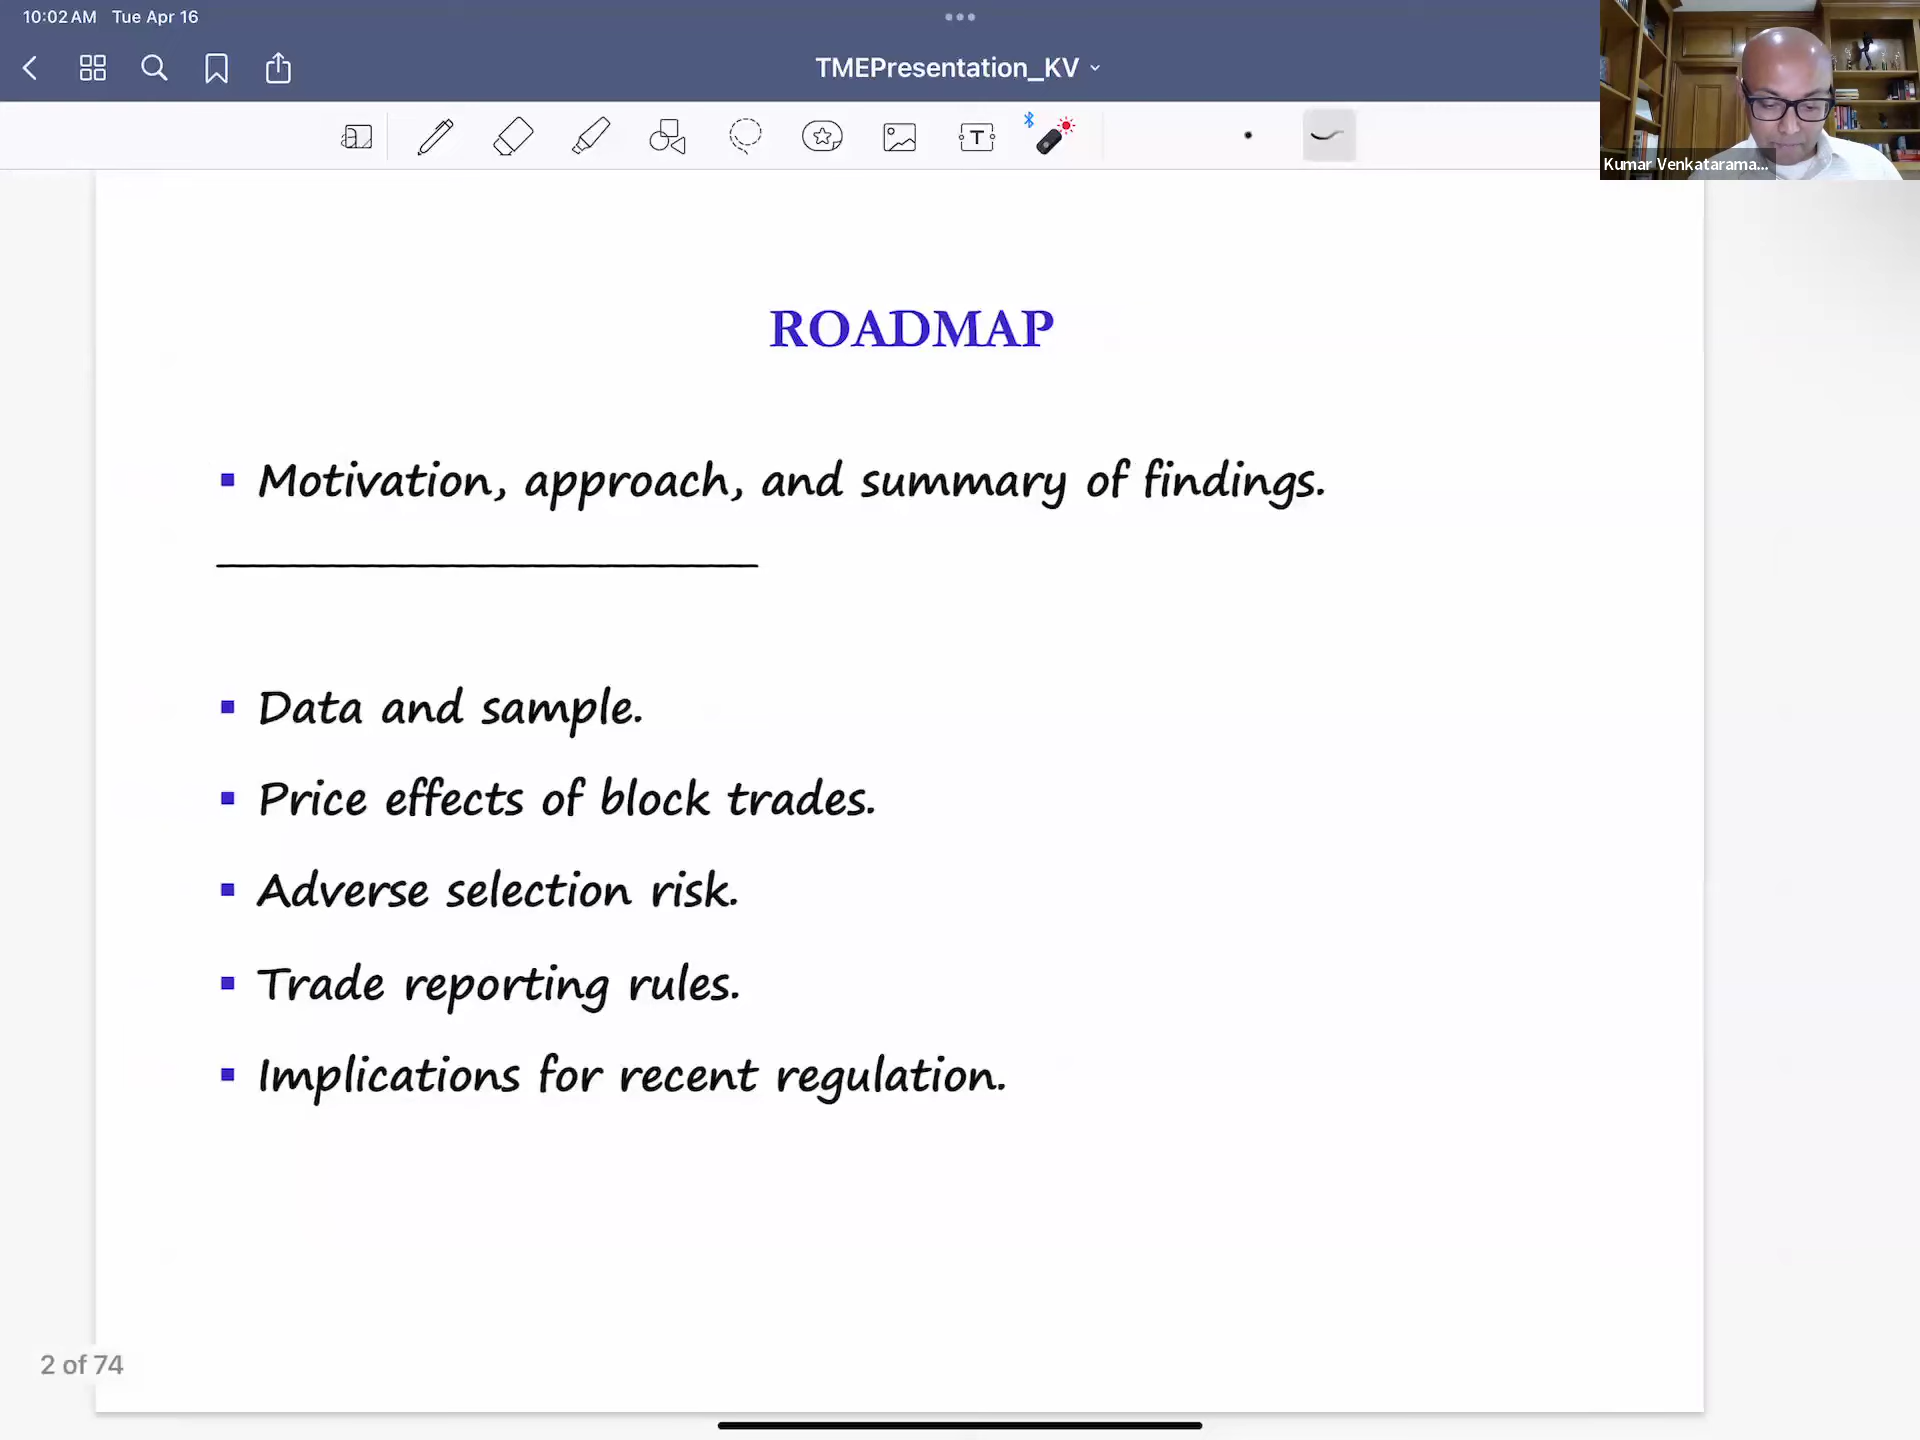 10:02 AM Tue Apr 16
TMEPresentation_KV
Kumar Venkatarama...
T
ROADMAP
Motivation, approach, and summary of findings.
Data and sample.
Price effects of block trades.
Adverse selection risk.
Trade reporting rules.
Implications for recent regulation.
2 of 74